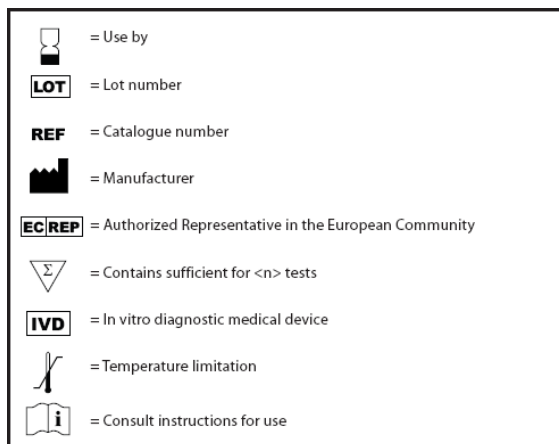 = Use by
LOT = Lot number
REF = Catalogue number
= Manufacturer
EC REP = Authorized Representative in the European Community
Σ = Contains sufficient for <n> tests
IVD = In vitro diagnostic medical device
= Temperature limitation
i = Consult instructions for use